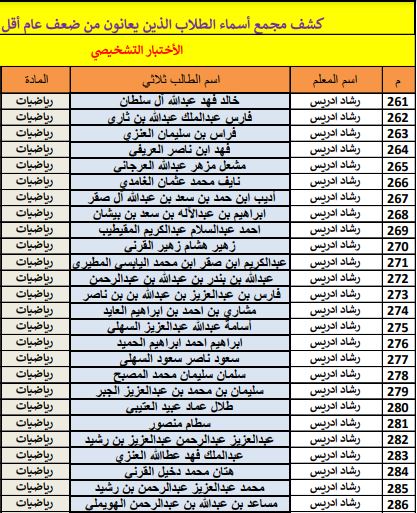 كشف مجمع أسماء الطلاب الذين يعانون من ضعف عام أقل
الأختبار التشخيصي
م اسم المعلم اسم الطالب ثلاثي المادة
261 رشاد ادريس خالد فهد عبدالله آل سلطان رياضيات
262 رشاد ادريس فارس عبدالملك عبدالله بن ثاري رياضيات
263 رشاد ادريس فراس بن سليمان العنزي رياضيات
264 رشاد ادريس فهد ابن ناصر العريفي رياضيات
265 رشاد ادريس مشعل مزهر عبدالله العرجاني رياضيات
266 رشاد ادريس نايف محمد عثمان الغامدي رياضيات
267 رشاد ادريس أديب ابن حمد بن سعد بن عبدالله آل صقر رياضيات
268 رشاد ادريس ابراهيم بن عبدالآله بن سعد بن بيشان رياضيات
269 رشاد ادريس احمد عبدالسلام عبدالكريم المقيطيب رياضيات
270 رشاد ادريس زهير هشام زهير القرني رياضيات
271 رشاد ادريس عبدالكريم ابن صقر ابن محمد اليابسي المطيري رياضيات
272 رشاد ادريس عبدالله بن بندر بن عبدالله بن عبدالرحمن رياضيات
273 رشاد ادريس فارس بن عبدالعزيز بن عبدالله بن بن ناصر رياضيات
274 رشاد ادريس مشاري بن احمد بن ابراهيم العايد رياضيات
275 رشاد ادريس أسامة عبدالله عبدالعزيز السهلي رياضيات
276 رشاد ادريس ابراهيم احمد ابراهيم الحميد رياضيات
277 رشاد ادريس سعود ناصر سعود السهلي رياضيات
278 رشاد ادريس سلمان سليمان محمد المصبح رياضيات
279 رشاد ادريس سليمان بن محمد بن عبدالعزيز الجبر رياضيات
280 رشاد ادريس طلال عماد عبيد العتيبي رياضيات
281 رشاد ادريس سطام منصور رياضيات
282 رشاد ادريس عبدالعزيز عبدالرحمن عبدالعزيز بن رشيد رياضيات
283 رشاد ادريس عبدالملك فهد عطاالله العنزي رياضيات
284 رشاد ادريس هتان محمد دخيل القرني رياضيات
285 رشاد ادريس محمد عبدالعزيز عبدالرحمن بن رشيد رياضيات
286 رشاد ادريس مساعد بن عبدالله بن عبدالرحمن الهويملي رياضيات